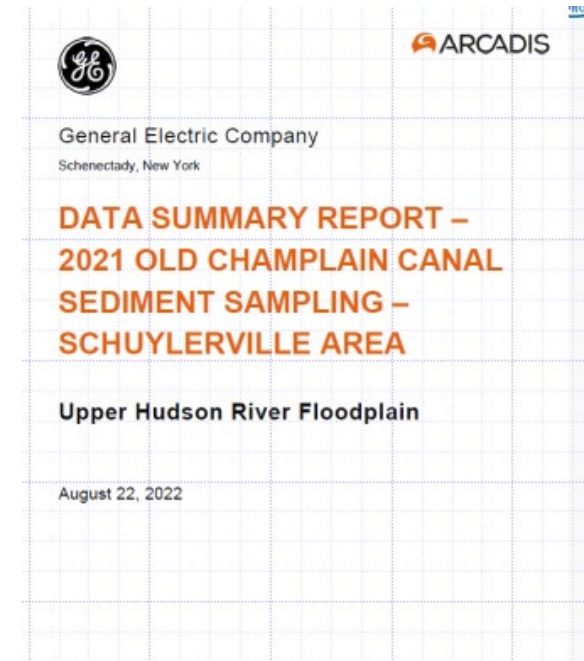 GE
ARCADIS
General Electric Company
Schenectady, New York
DATA SUMMARY REPORT –
2021 OLD CHAMPLAIN CANAL
SEDIMENT SAMPLING –
SCHUYLERVILLE AREA
Upper Hudson River Floodplain
August 22, 2022